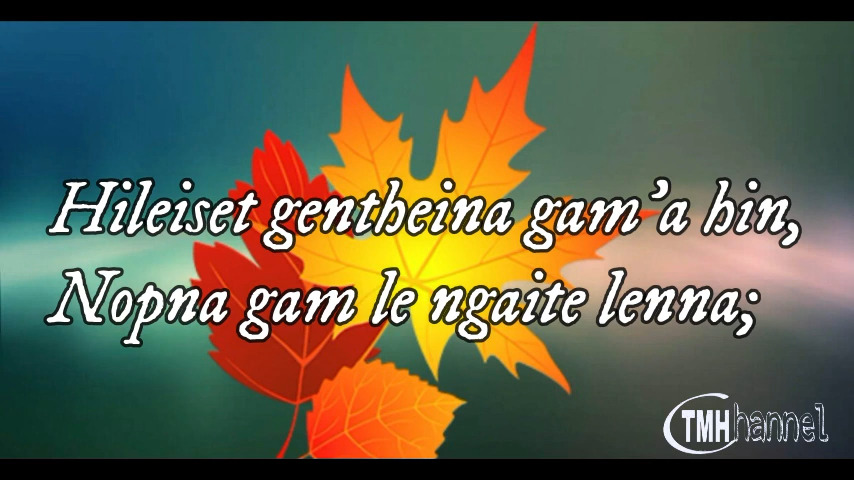 Hileiset gentheina gam'a hin,
Nopna gam le ngaite lenna;
TMHhannel